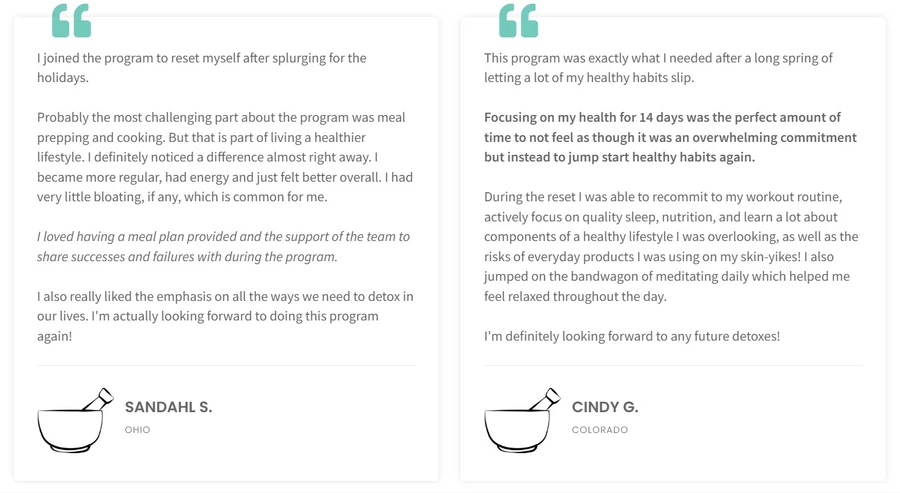 I joined the program to reset myself after splurging for the
holidays.
Probably the most challenging part about the program was meal
prepping and cooking. But that is part of living a healthier
lifestyle. I definitely noticed a difference almost right away. I
became more regular, had energy and just felt better overall. I had
very little bloating, if any, which is common for me.
I loved having a meal plan provided and the support of the team to
share successes and failures with during the program.
I also really liked the emphasis on all the ways we need to detox in
our lives. I'm actually looking forward to doing this program
again!
SANDAHL S.
OHIO
This program was exactly what I needed after a long spring of
letting a lot of my healthy habits slip.
Focusing on my health for 14 days was the perfect amount of
time to not feel as though it was an overwhelming commitment
but instead to jump start healthy habits again.
During the reset I was able to recommit to my workout routine,
actively focus on quality sleep, nutrition, and learn a lot about
components of a healthy lifestyle I was overlooking, as well as the
risks of everyday products I was using on my skin-yikes! I also
jumped on the bandwagon of meditating daily which helped me
feel relaxed throughout the day.
I'm definitely looking forward to any future detoxes!
CINDY G.
COLORADO